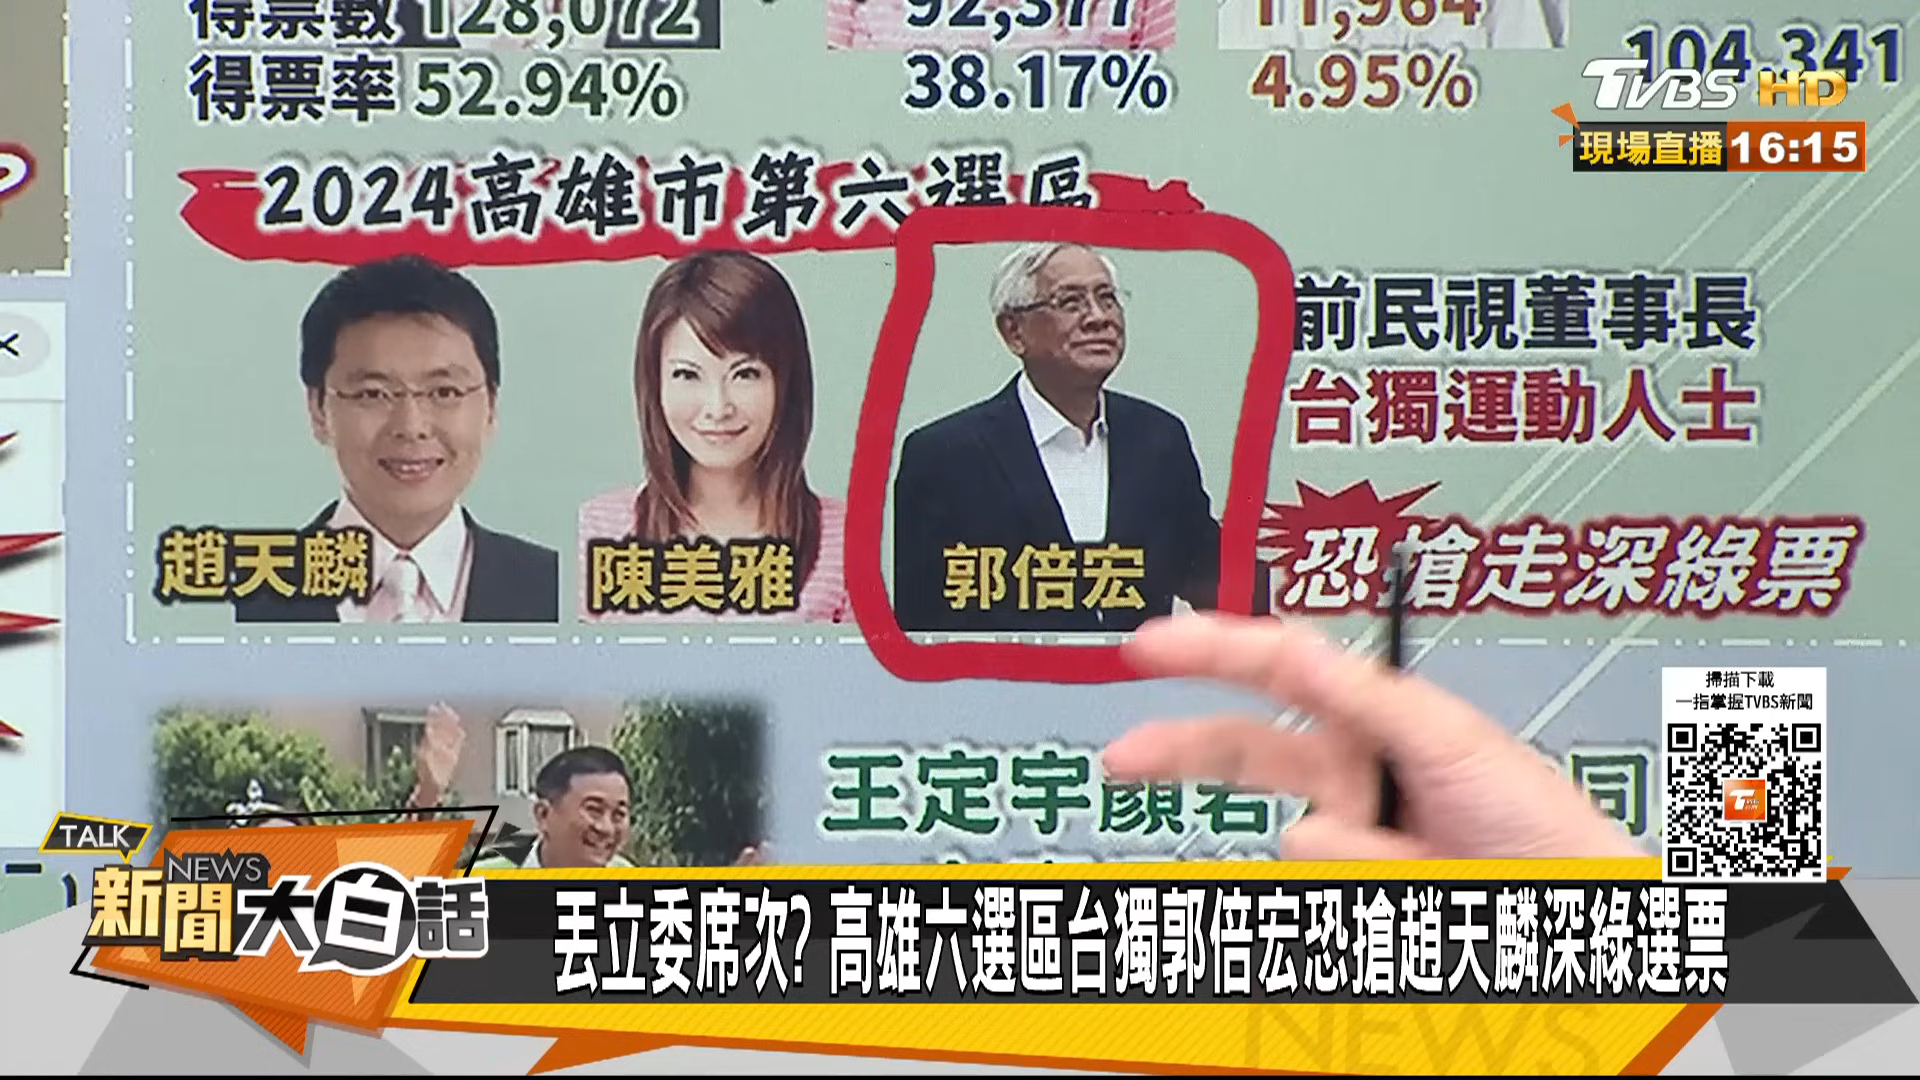 得票數 128,072 92,377 11,964
104,341
得票率 52.94% 38.17% 4.95%
TVBS HD
現場直播 16:15
2024高雄市第六選區
前民視董事長
台獨運動人士
恐搶走深綠票
趙天麟 陳美雅 郭倍宏
掃描下載
一指掌握TVBS新聞
王定宇顏若
同
TALK
NEWS
新聞大白話
丟立委席次? 高雄六選區台獨郭倍宏恐搶趙天麟深綠選票
NEWS